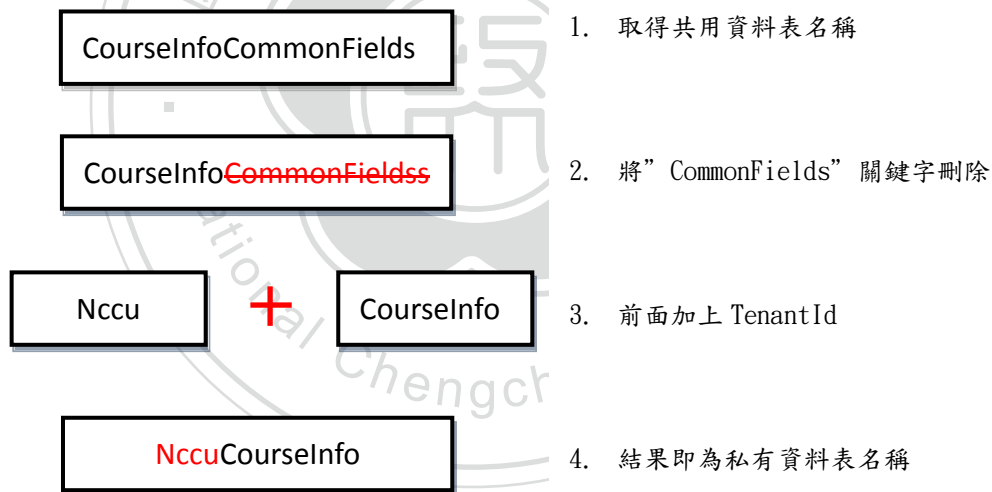 CourseInfoCommonFields
1. 取得共用資料表名稱
CourseInfoCommonFieldss
2. 將”CommonFields”關鍵字刪除
Nccu + CourseInfo
3. 前面加上 TenantId
NccuCourseInfo
4. 結果即為私有資料表名稱